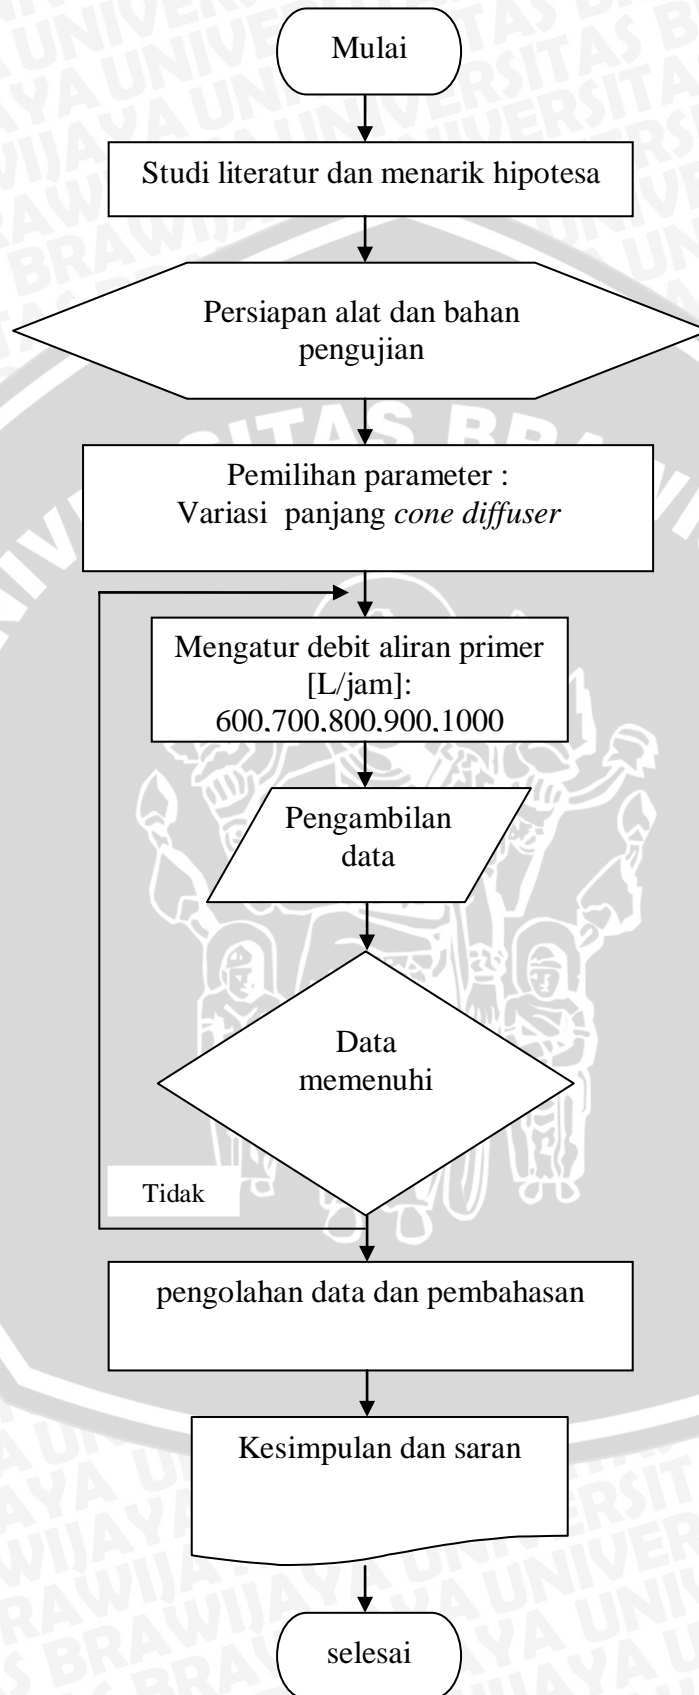 Mulai
Studi literatur dan menarik hipotesa
Persiapan alat dan bahan
pengujian
Pemilihan parameter :
Variasi  panjang cone diffuser
Mengatur debit aliran primer
[L/jam]:
600,700,800,900,1000
Pengambilan
data
Data
memenuhi
Tidak
pengolahan data dan pembahasan
Kesimpulan dan saran
selesai